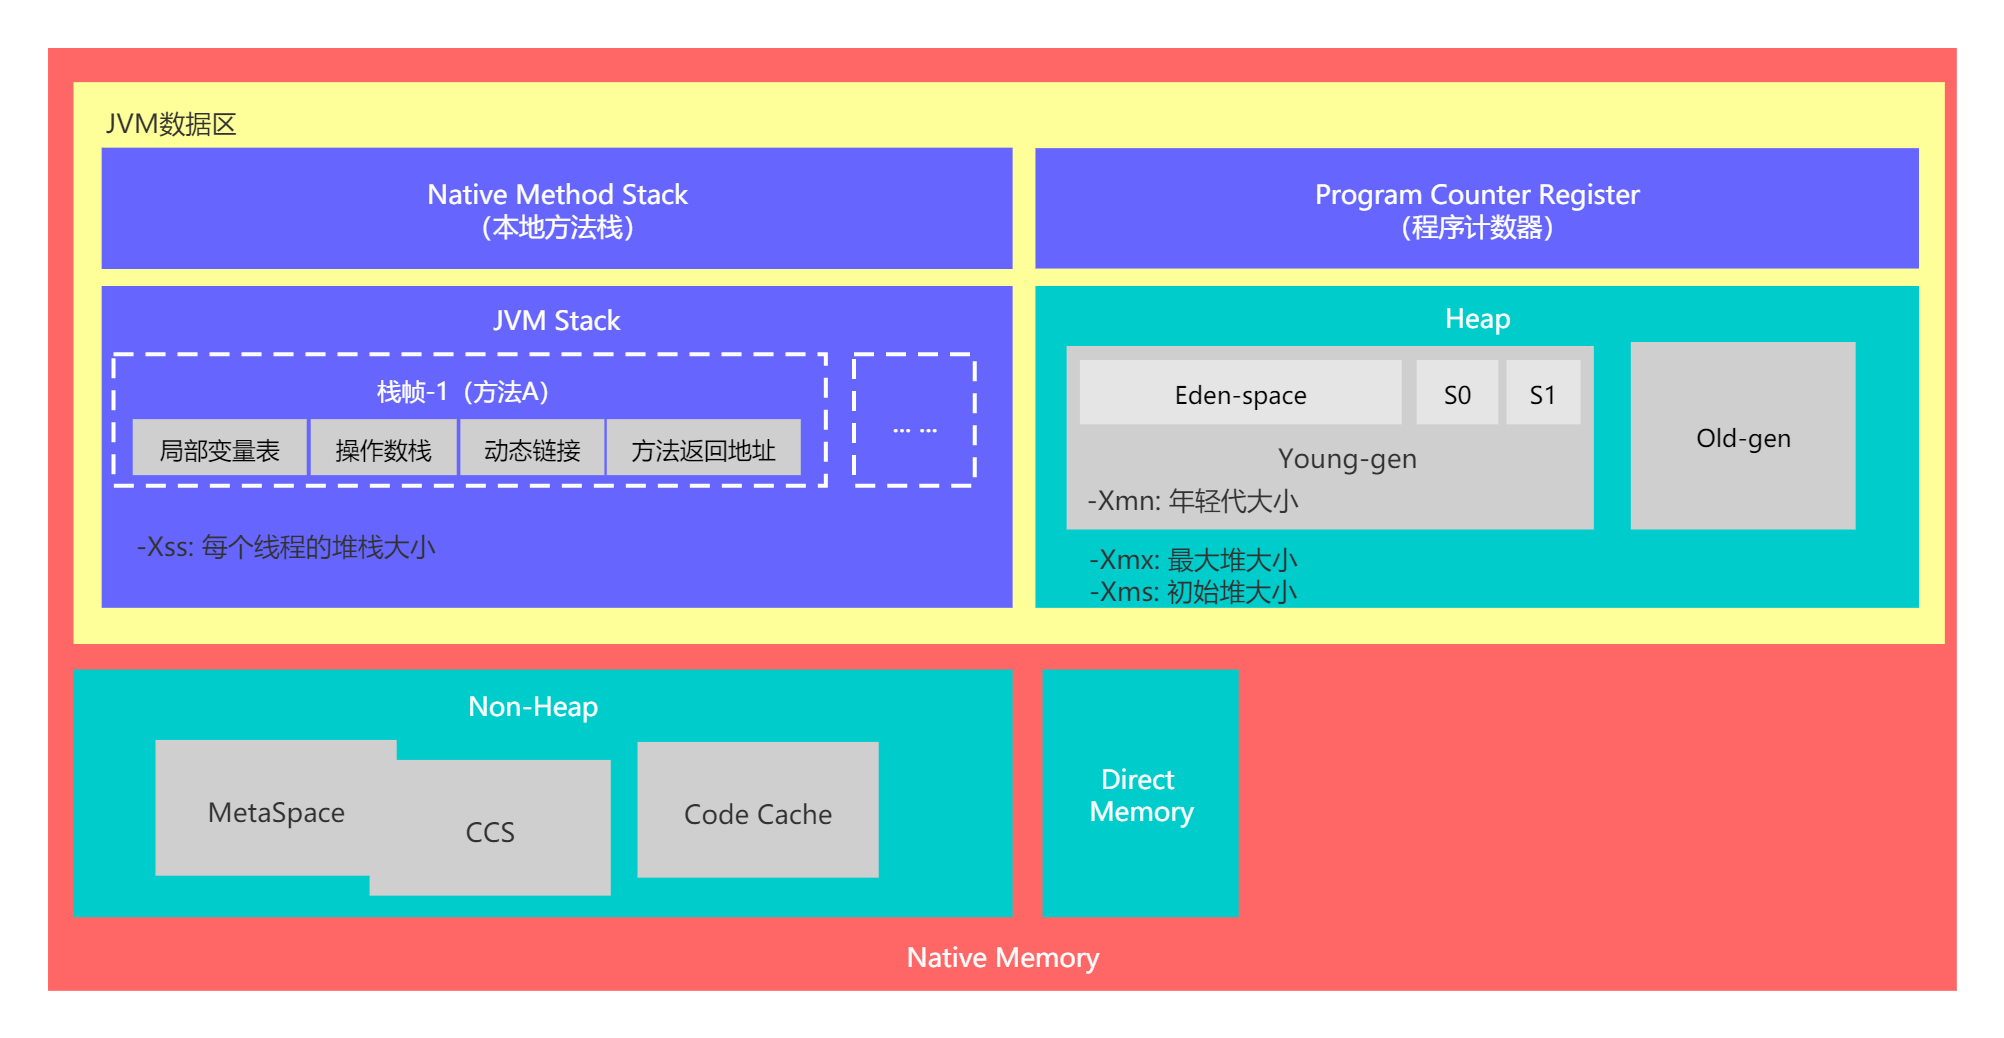 JVM数据区
Native Method Stack
（本地方法栈）
Program Counter Register
（程序计数器）
JVM Stack
栈帧-1（方法A）
局部变量表
操作数栈
动态链接
方法返回地址
... ...
-Xss: 每个线程的堆栈大小
Heap
Eden-space
S0
S1
Young-gen
-Xmn: 年轻代大小
Old-gen
-Xmx: 最大堆大小
-Xms: 初始堆大小
Non-Heap
MetaSpace
CCS
Code Cache
Direct
Memory
Native Memory